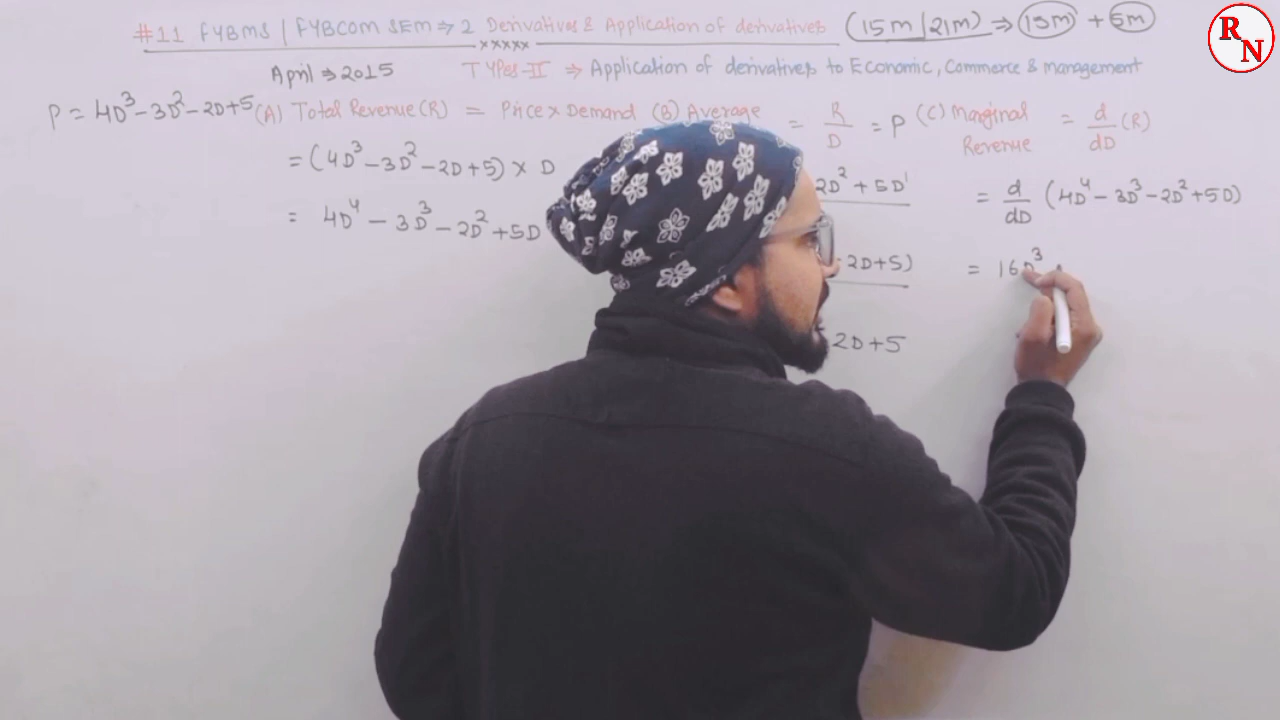 #11 FYBMS | FYBCOM SEM ⇒ 2 Derivatives & Application of derivatives (15m | 21m) ⇒ 15m + 5m
xxxxx
April ⇒ 2015 TYPES-II ⇒ Application of derivatives to Economic, Commerce & management
P = 4D³ - 3D² - 2D + 5 (A) Total Revenue (R) = Price x Demand (B) Average = R/D = P (C) Marginal Revenue = d/dD (R)
= (4D³ - 3D² - 2D + 5) x D 2D² + 5D = d/dD (4D⁴ - 3D³ - 2D² + 5D)
= 4D⁴ - 3D³ - 2D² + 5D - 2D + 5) = 16D³
2D + 5
RN